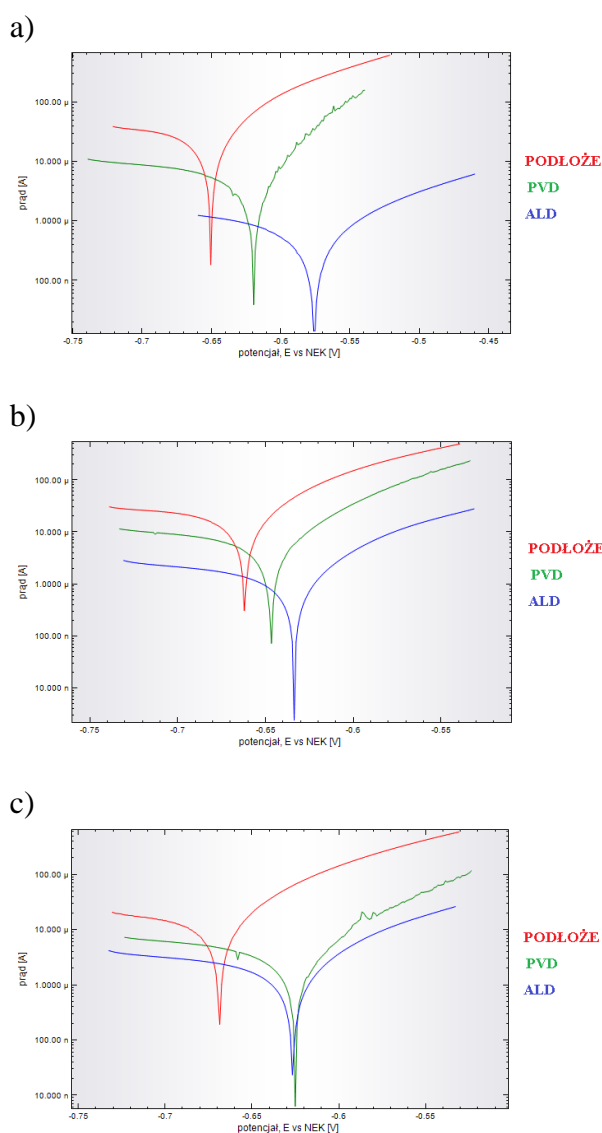 a)
100.00 µ
10.000 µ
1.0000 µ
100.00 n
prąd [A]
-0.75 -0.7 -0.65 -0.6 -0.55 -0.5 -0.45
potencjał, E vs NEK [V]
PODŁOŻE
PVD
ALD
b)
100.00 µ
10.000 µ
1.0000 µ
100.00 n
10.000 n
prąd [A]
-0.75 -0.7 -0.65 -0.6 -0.55
potencjał, E vs NEK [V]
PODŁOŻE
PVD
ALD
c)
100.00 µ
10.000 µ
1.0000 µ
100.00 n
10.000 n
prąd [A]
-0.75 -0.7 -0.65 -0.6 -0.55
potencjał, E vs NEK [V]
PODŁOŻE
PVD
ALD